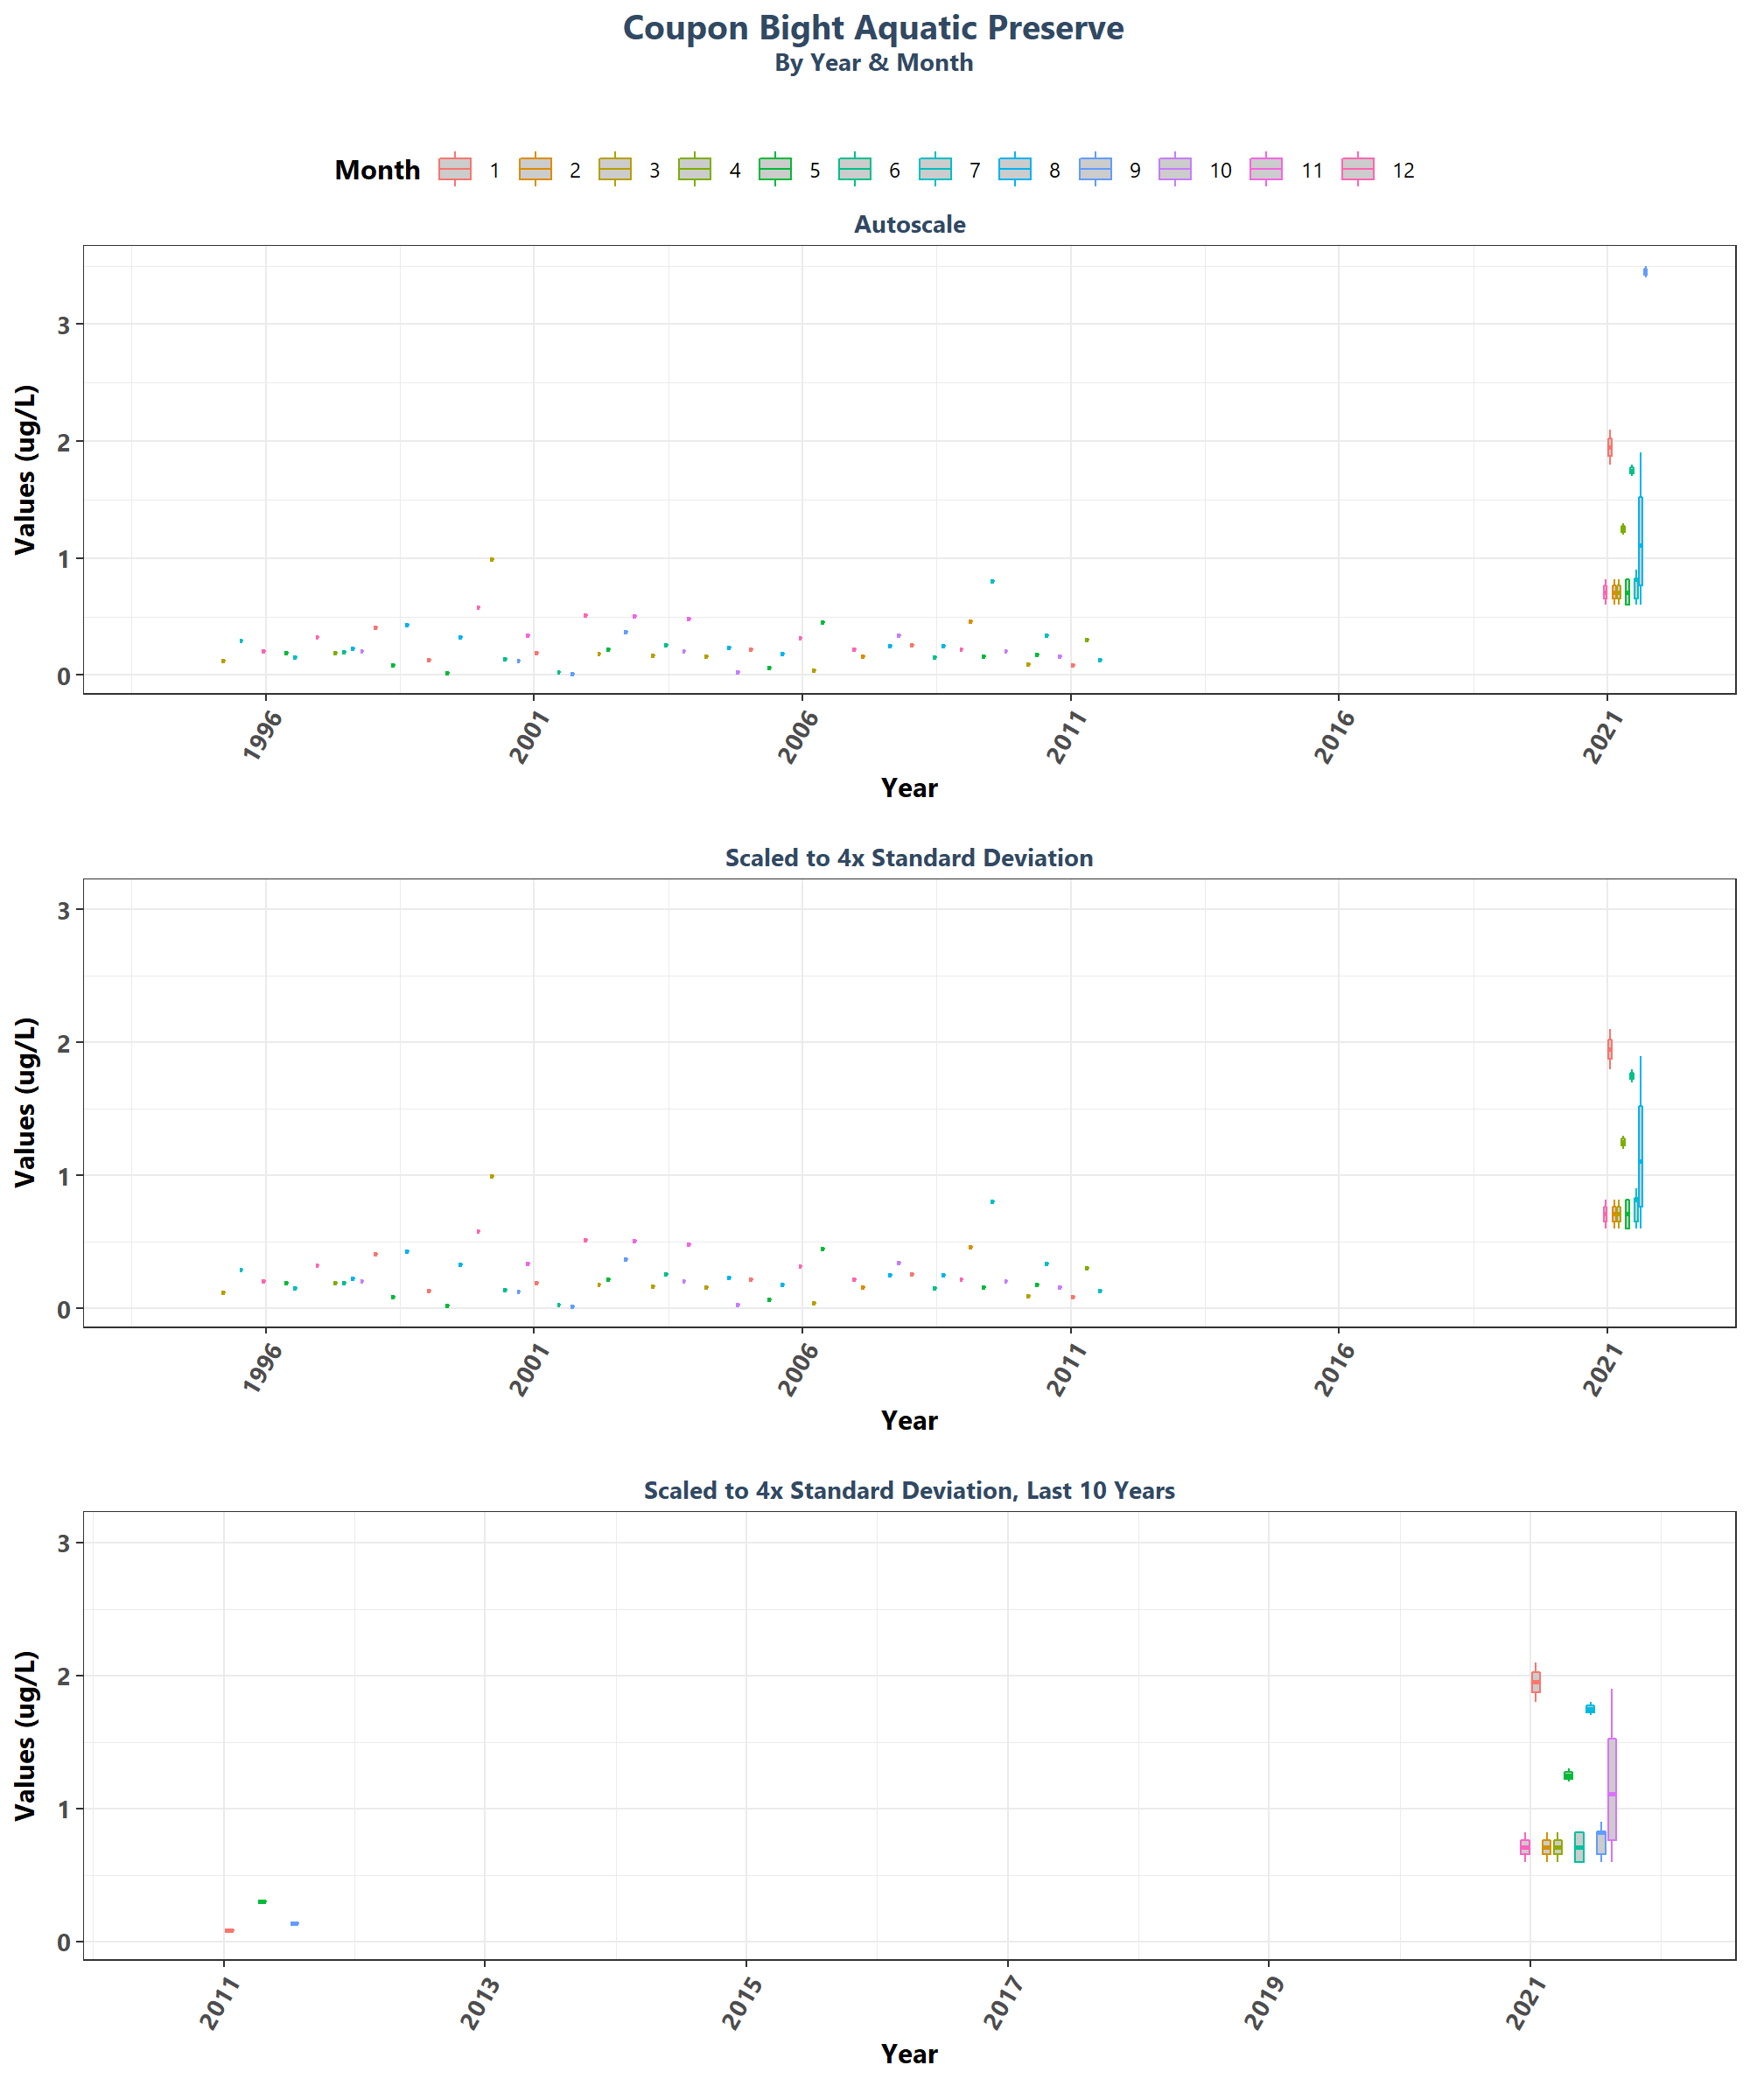 Coupon Bight Aquatic Preserve
By Year & Month
Month 1 2 3 4 5 6 7 8 9 10 11 12
Autoscale
Values (ug/L)
3
2
1
0
1996 2001 2006 2011 2016 2021
Year
Scaled to 4x Standard Deviation
Values (ug/L)
3
2
1
0
1996 2001 2006 2011 2016 2021
Year
Scaled to 4x Standard Deviation, Last 10 Years
Values (ug/L)
3
2
1
0
2011 2013 2015 2017 2019 2021
Year